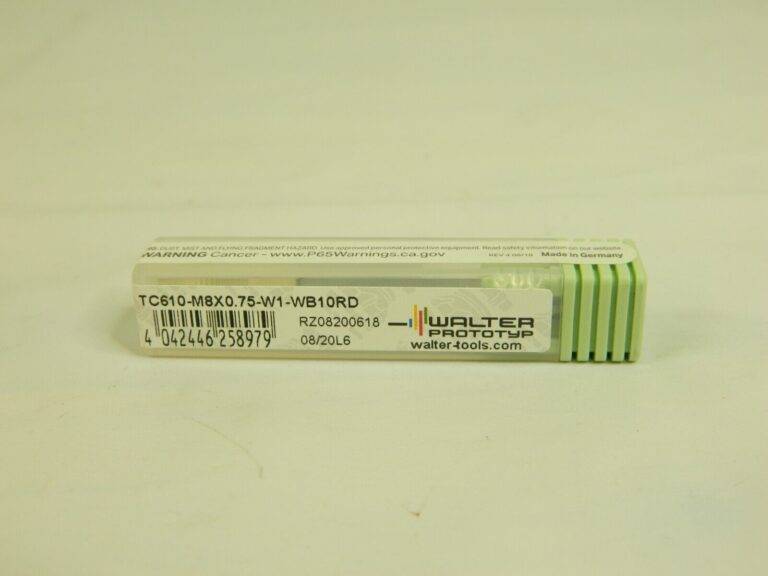 DUST, MIST AND FLYING FRAGMENT HAZARD. Use approved personal protective equipment. Read safety information on our website.
WARNING Cancer - www.P65Warnings.ca.gov
Made in Germany
TC610-M8X0.75-W1-WB10RD
4 042446 258979
RZ08200618
08/20L6
WALTER
PROTOTYP
walter-tools.com